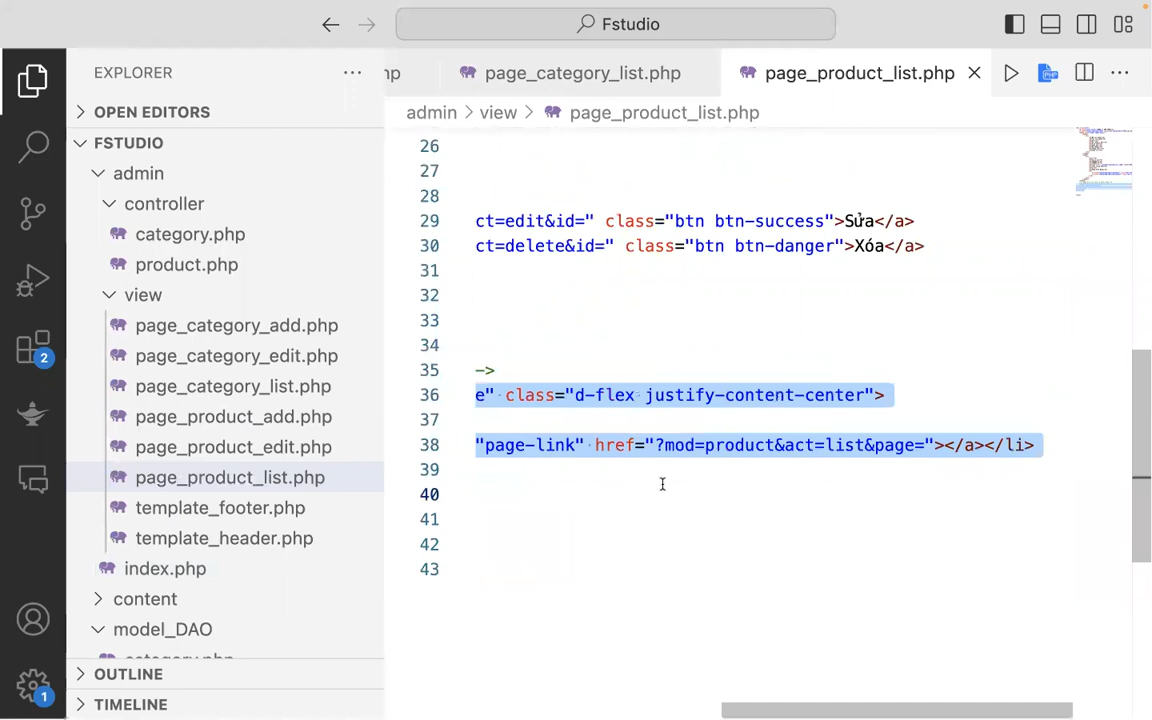 Fstudio
EXPLORER
hp
page_category_list.php
page_product_list.php
OPEN EDITORS
admin > view > page_product_list.php
FSTUDIO
admin
controller
category.php
product.php
view
page_category_add.php
page_category_edit.php
page_category_list.php
page_product_add.php
page_product_edit.php
page_product_list.php
template_footer.php
template_header.php
index.php
content
model_DAO
OUTLINE
TIMELINE
2
1
26
27
28
29 ct=edit&id=" class="btn btn-success">Sửa</a>
30 ct=delete&id=" class="btn btn-danger">Xóa</a>
31
32
33
34
35 -->
36 e" class="d-flex justify-content-center">
37
38 "page-link" href="?mod=product&act=list&page="></a></li>
39
40
41
42
43